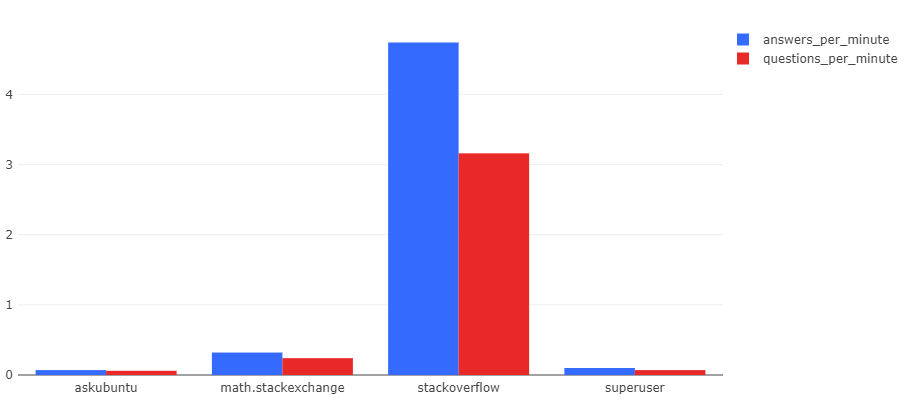 answers_per_minute
questions_per_minute
4
3
2
1
0
askubuntu math.stackexchange stackoverflow superuser